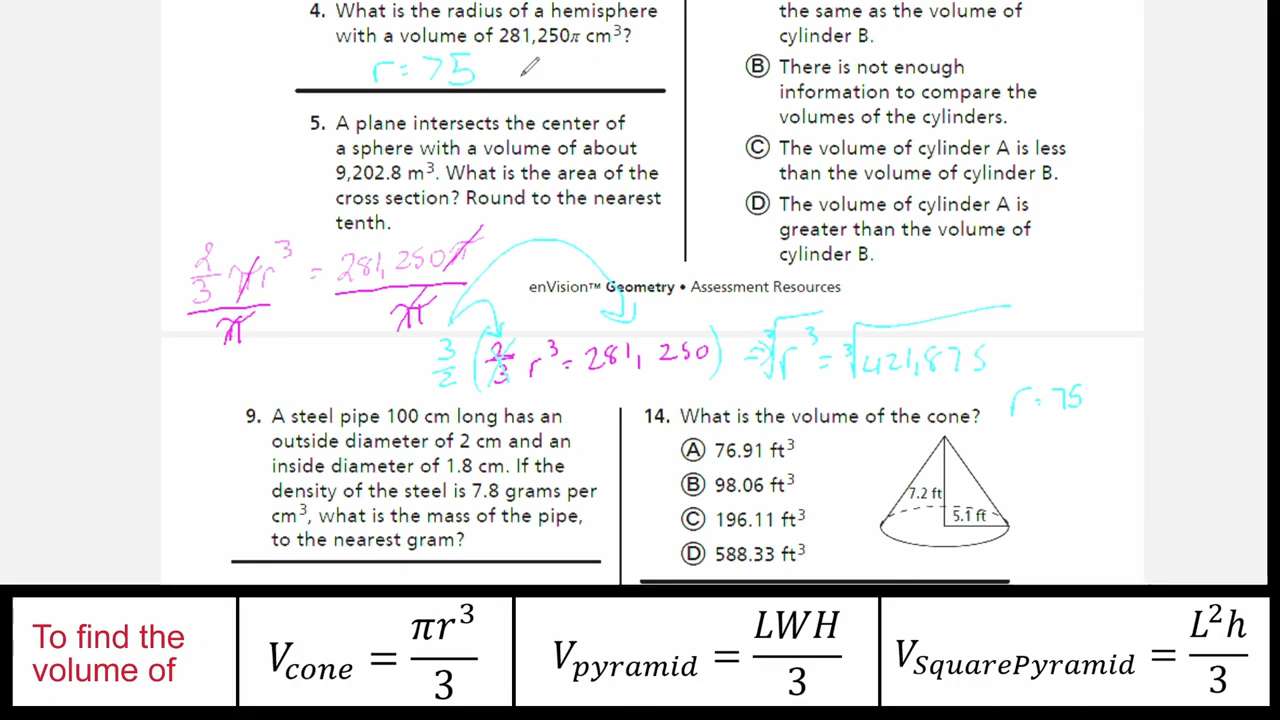 4. What is the radius of a hemisphere
with a volume of 281,250π cm³?
r=75
5. A plane intersects the center of
a sphere with a volume of about
9,202.8 m³. What is the area of the
cross section? Round to the nearest
tenth.
the same as the volume of
cylinder B.
Ⓑ There is not enough
information to compare the
volumes of the cylinders.
Ⓒ The volume of cylinder A is less
than the volume of cylinder B.
Ⓓ The volume of cylinder A is
greater than the volume of
cylinder B.
2/3 πr³ / π = 281,250π / π
enVision™ Geometry • Assessment Resources
3/2 (2/3 r³ = 281,250) = ³√r³ = ³√421,875
r=75
9. A steel pipe 100 cm long has an
outside diameter of 2 cm and an
inside diameter of 1.8 cm. If the
density of the steel is 7.8 grams per
cm³, what is the mass of the pipe,
to the nearest gram?
14. What is the volume of the cone?
Ⓐ 76.91 ft³
Ⓑ 98.06 ft³
Ⓒ 196.11 ft³
Ⓓ 588.33 ft³
7.2 ft
5.1 ft
To find the
volume of
V_cone = πr³/3
V_pyramid = LWH/3
V_SquarePyramid = L²h/3